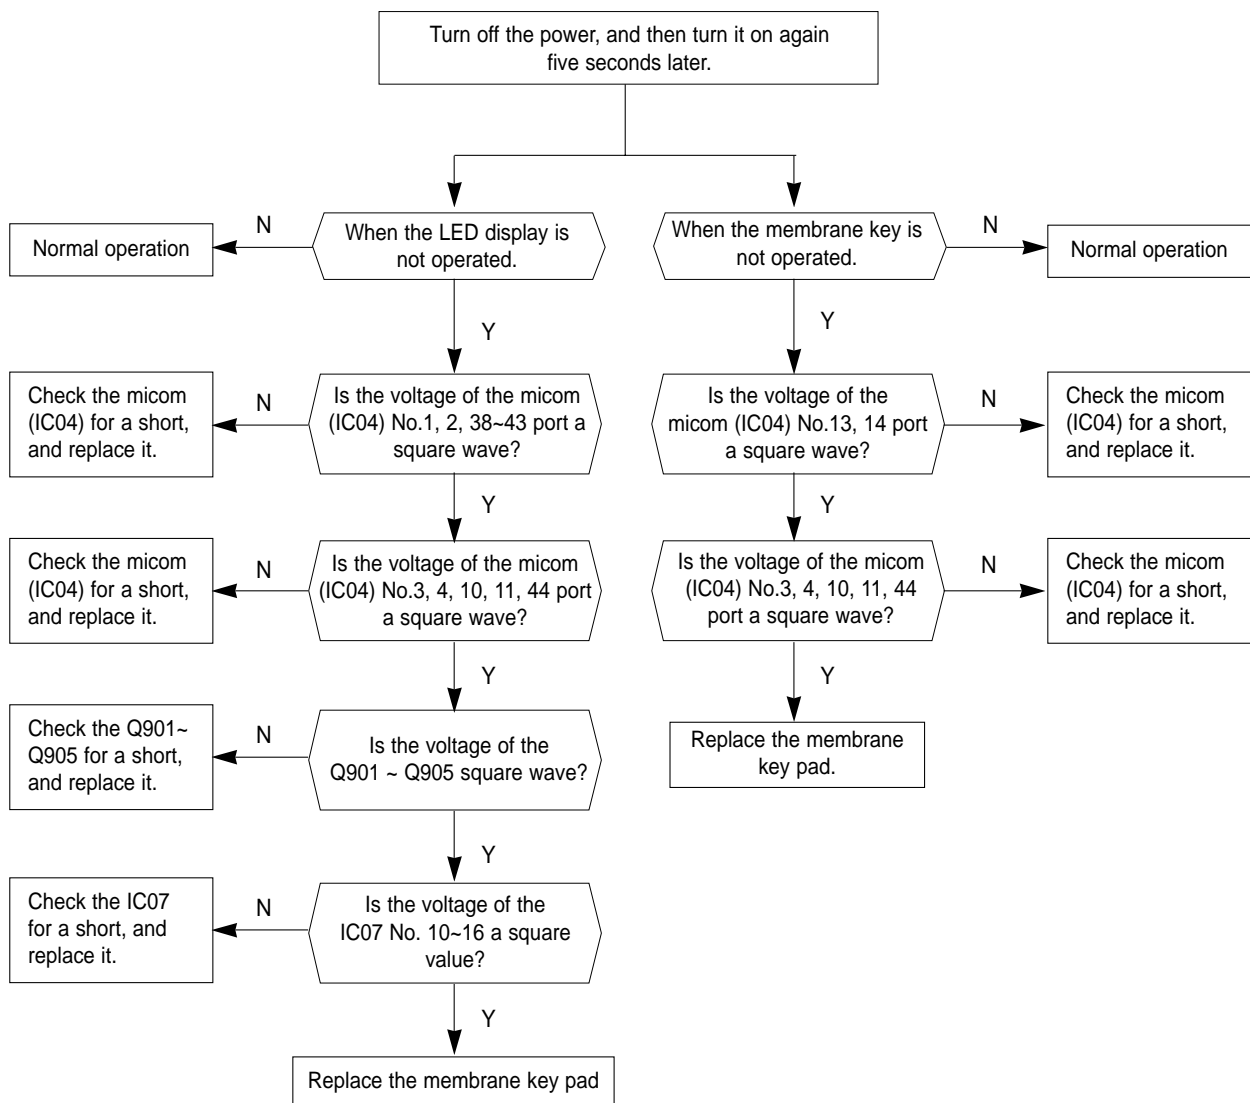 Turn off the power, and then turn it on again
five seconds later.
N
When the LED display is
not operated.
Normal operation
When the membrane key is
not operated.
N
Normal operation
Y
Y
Check the micom
(IC04) for a short,
and replace it.
N
Is the voltage of the micom
(IC04) No.1, 2, 38~43 port a
square wave?
Is the voltage of the
micom (IC04) No.13, 14 port
a square wave?
N
Check the micom
(IC04) for a short,
and replace it.
Y
Y
Check the micom
(IC04) for a short,
and replace it.
N
Is the voltage of the micom
(IC04) No.3, 4, 10, 11, 44 port
a square wave?
Is the voltage of the micom
(IC04) No.3, 4, 10, 11, 44
port a square wave?
N
Check the micom
(IC04) for a short,
and replace it.
Y
Y
Check the Q901~
Q905 for a short,
and replace it.
N
Is the voltage of the
Q901 ~ Q905 square wave?
Replace the membrane
key pad.
Y
Check the IC07
for a short, and
replace it.
N
Is the voltage of the
IC07 No. 10~16 a square
value?
Y
Replace the membrane key pad